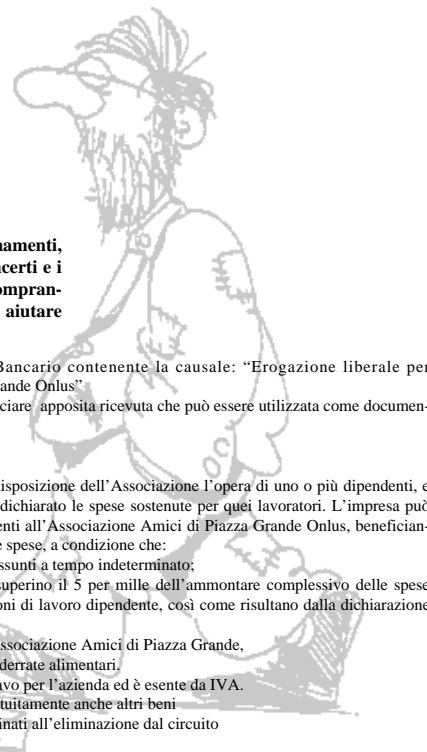 namenti,
certi e i
ompran-
aiutare
Bancario contenente la causale: “Erogazione liberale per
ande Onlus”
ciare apposita ricevuta che può essere utilizzata come documen-
disposizione dell’Associazione l’opera di uno o più dipendenti, e
dichiarato le spese sostenute per quei lavoratori. L’impresa può
enti all’Associazione Amici di Piazza Grande Onlus, benefician-
e spese, a condizione che:
ssunti a tempo indeterminato;
superino il 5 per mille dell’ammontare complessivo delle spese
oni di lavoro dipendente, così come risultano dalla dichiarazione
ssociazione Amici di Piazza Grande,
derrate alimentari,
avo per l’azienda ed è esente da IVA.
tuitamente anche altri beni
inati all’eliminazione dal circuito